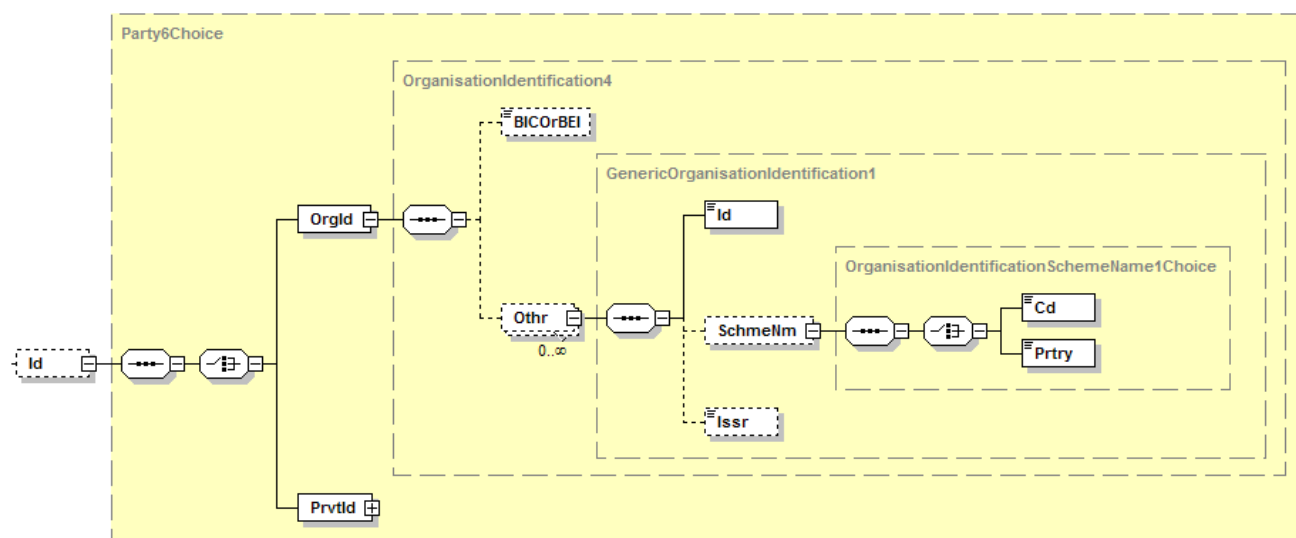 Party6Choice
OrganisationIdentification4
BICOrBEI
GenericOrganisationIdentification1
Id
OrgId
OrganisationIdentificationSchemeName1Choice
Cd
Othr
SchmeNm
0..∞
Prtry
Id
Issr
PrvtId